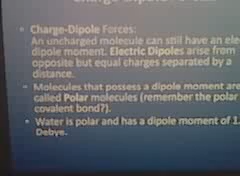 Charge-Dipole Forces:
An uncharged molecule can still have an
dipole moment. Electric Dipoles arise from
opposite but equal charges separated by a
distance.
Molecules that possess a dipole moment are
called Polar molecules (remember the polar
covalent bond?).
Water is polar and has a dipole moment of 1.
Debye.